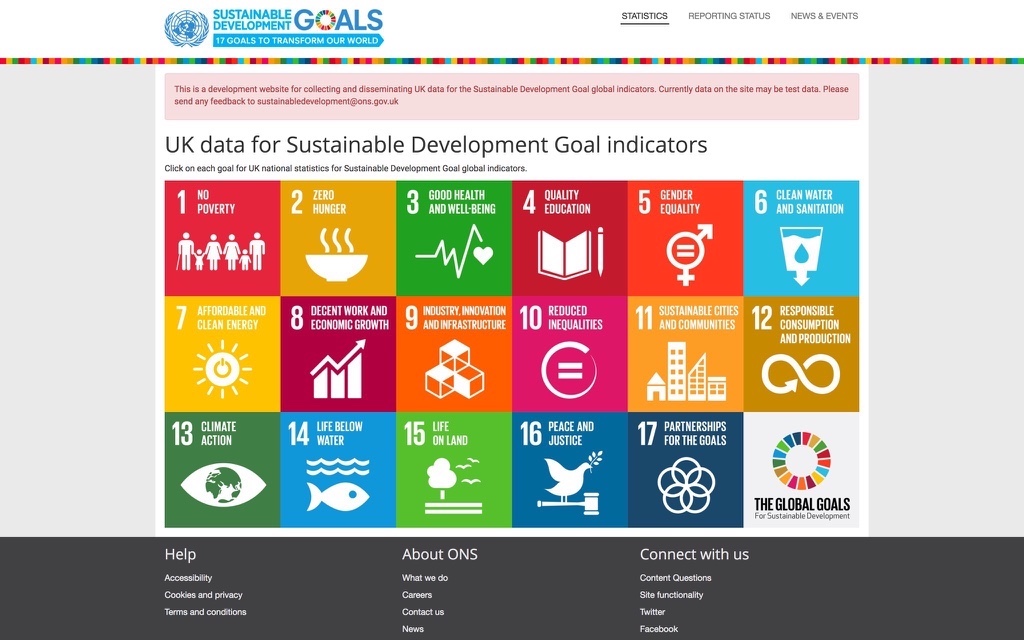 SUSTAINABLE
DEVELOPMENT GOALS
17 GOALS TO TRANSFORM OUR WORLD
STATISTICS
REPORTING STATUS
NEWS & EVENTS
This is a development website for collecting and disseminating UK data for the Sustainable Development Goal global indicators. Currently data on the site may be test data. Please
send any feedback to sustainabledevelopment@ons.gov.uk
UK data for Sustainable Development Goal indicators
Click on each goal for UK national statistics for Sustainable Development Goal global indicators.
1 NO
POVERTY
2 ZERO
HUNGER
3 GOOD HEALTH
AND WELL-BEING
4 QUALITY
EDUCATION
5 GENDER
EQUALITY
6 CLEAN WATER
AND SANITATION
7 AFFORDABLE AND
CLEAN ENERGY
8 DECENT WORK AND
ECONOMIC GROWTH
9 INDUSTRY, INNOVATION
AND INFRASTRUCTURE
10 REDUCED
INEQUALITIES
11 SUSTAINABLE CITIES
AND COMMUNITIES
12 RESPONSIBLE
CONSUMPTION
AND PRODUCTION
13 CLIMATE
ACTION
14 LIFE BELOW
WATER
15 LIFE
ON LAND
16 PEACE AND
JUSTICE
17 PARTNERSHIPS
FOR THE GOALS
THE GLOBAL GOALS
For Sustainable Development
Help
Accessibility
Cookies and privacy
Terms and conditions
About ONS
What we do
Careers
Contact us
News
Connect with us
Content Questions
Site functionality
Twitter
Facebook